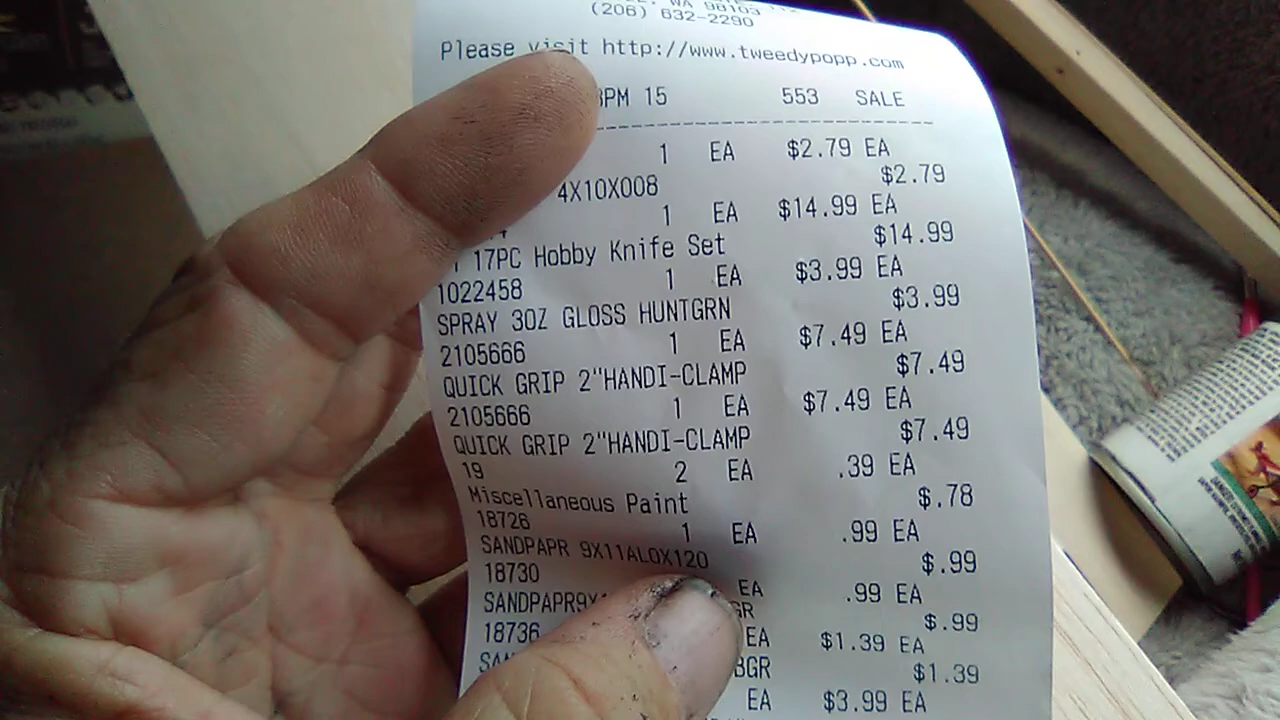 WA 98103
(206) 632-2290
Please visit http://www.tweedypopp.com
PM 15 553 SALE
1 EA $2.79 EA
$2.79
4X10X008
1 EA $14.99 EA
$14.99
17PC Hobby Knife Set
1022458 1 EA $3.99 EA
$3.99
SPRAY 3OZ GLOSS HUNTGRN
2105666 1 EA $7.49 EA
$7.49
QUICK GRIP 2"HANDI-CLAMP
2105666 1 EA $7.49 EA
$7.49
QUICK GRIP 2"HANDI-CLAMP
19 2 EA .39 EA
$.78
Miscellaneous Paint
18726 1 EA .99 EA
$.99
SANDPAPR 9X11ALOX120
18730 EA .99 EA
$.99
SANDPAPR9X GR
18736 EA $1.39 EA
$1.39
BGR
EA $3.99 EA